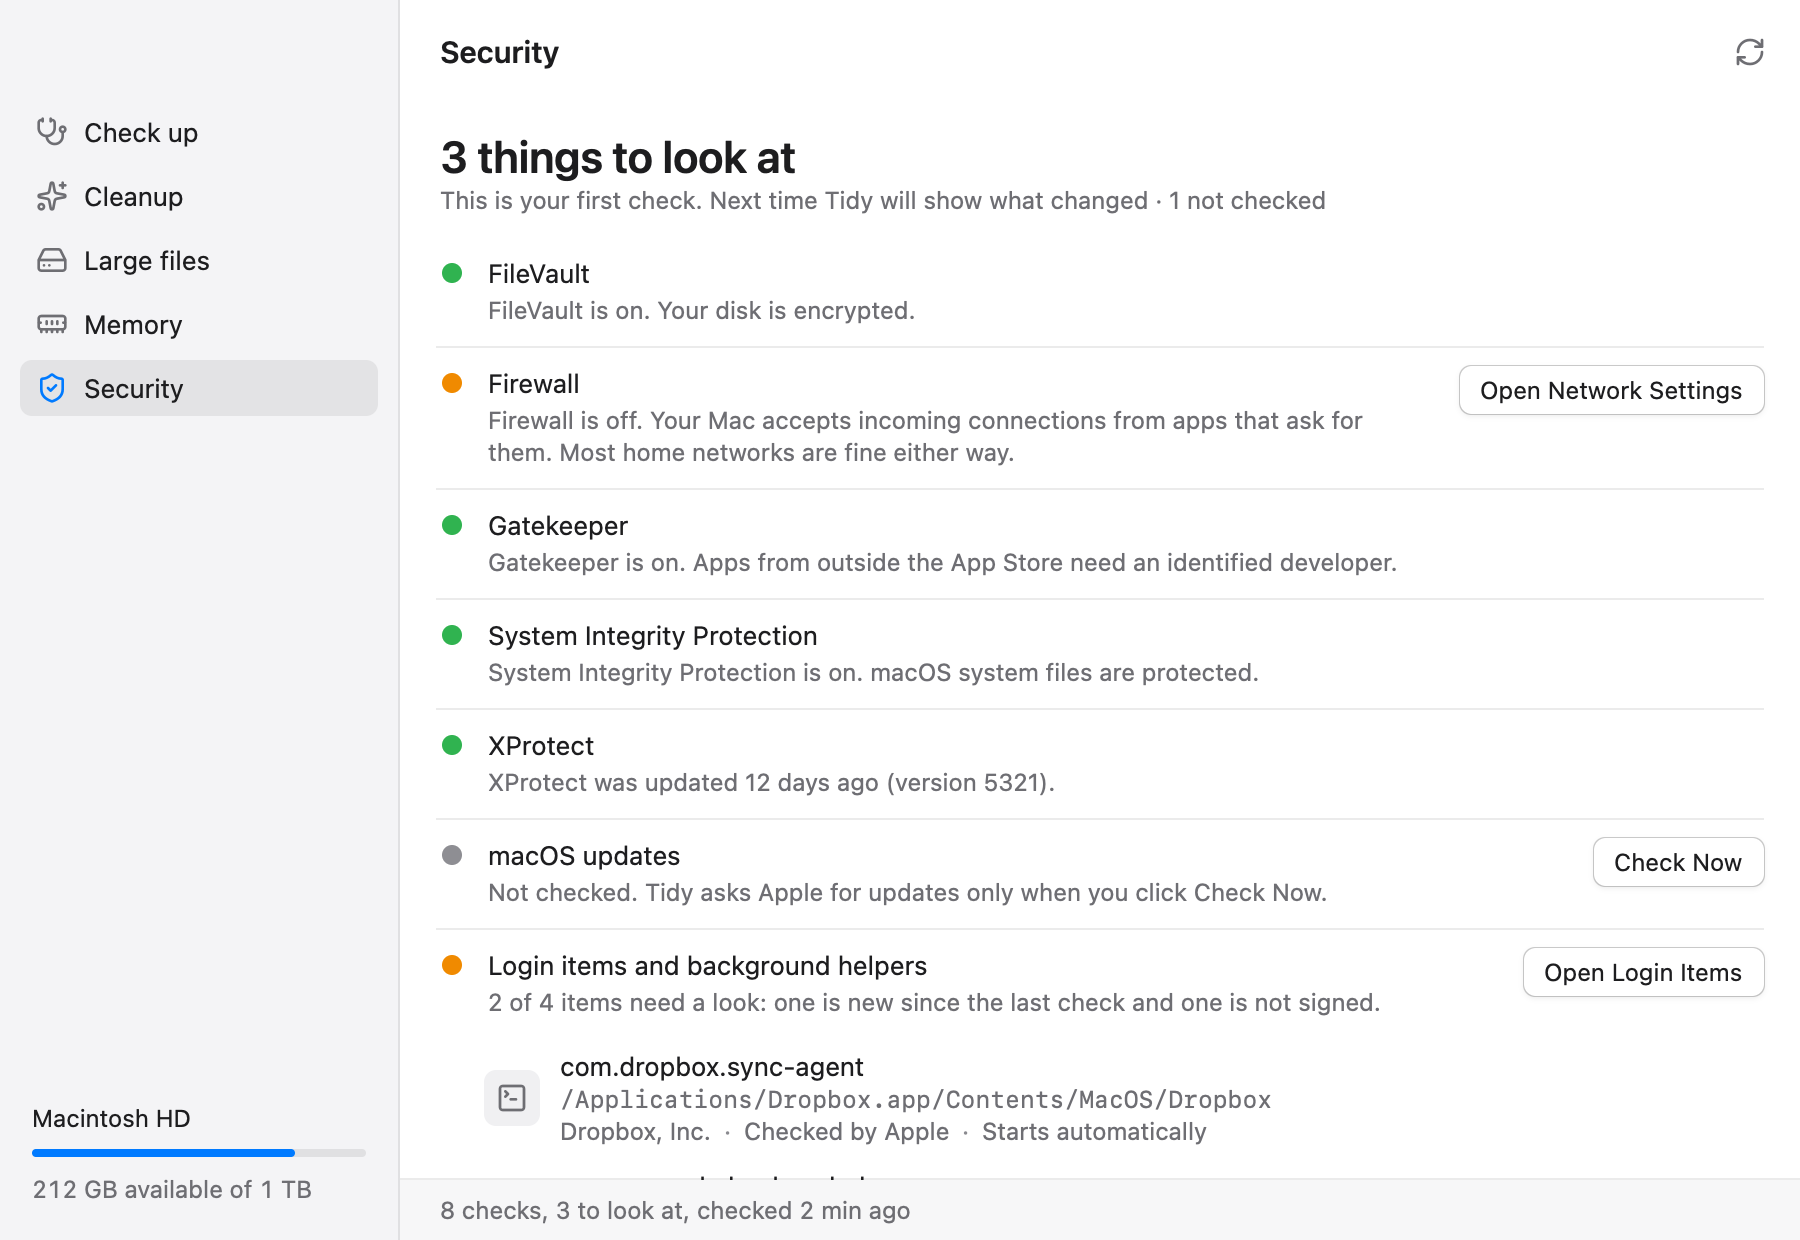 Security
Check up
Cleanup
Large files
Memory
Security
Macintosh HD
212 GB available of 1 TB
3 things to look at
This is your first check. Next time Tidy will show what changed · 1 not checked
FileVault
FileVault is on. Your disk is encrypted.
Firewall
Open Network Settings
Firewall is off. Your Mac accepts incoming connections from apps that ask for
them. Most home networks are fine either way.
Gatekeeper
Gatekeeper is on. Apps from outside the App Store need an identified developer.
System Integrity Protection
System Integrity Protection is on. macOS system files are protected.
XProtect
XProtect was updated 12 days ago (version 5321).
macOS updates
Check Now
Not checked. Tidy asks Apple for updates only when you click Check Now.
Login items and background helpers
Open Login Items
2 of 4 items need a look: one is new since the last check and one is not signed.
com.dropbox.sync-agent
/Applications/Dropbox.app/Contents/MacOS/Dropbox
Dropbox, Inc. · Checked by Apple · Starts automatically
8 checks, 3 to look at, checked 2 min ago